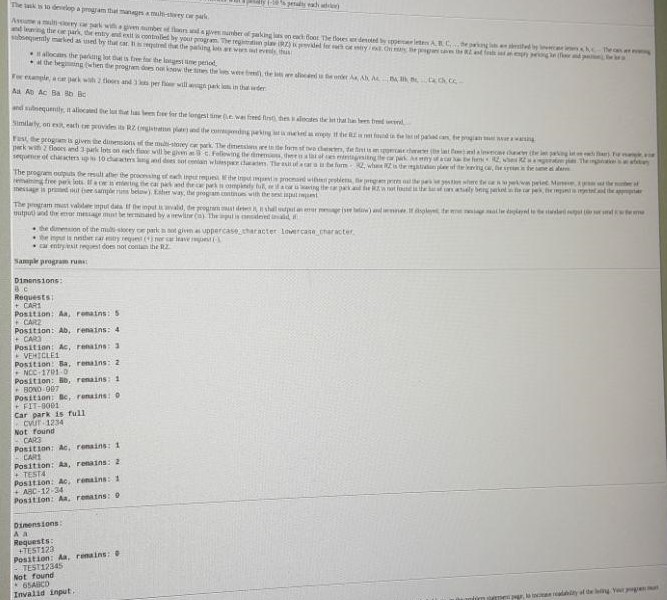 penalty (-10 % penalty each advice)
The task is to develop a program that manages a multi-storey car park.
Assume a multi-storey car park with a given number of floors and a given number of parking lots on each floor. The floors are denoted by uppercase letters A, B, C, ..., the parking lots are identified by lowercase letters a, b, c, ... The cars are entering
and leaving the car park, the entry and exit is controlled by your program. The registration plate (RZ) is provided for each car entry / exit. On entry, the program saves the RZ and finds out an empty parking lot (floor and position), the lot is
subsequently marked as used by that car. It is required that the parking lots are worn out evenly, thus:
it allocates the parking lot that is free for the longest time period,
at the beginning (when the program does not know the times the lots were freed), the lots are allocated in the order Aa, Ab, Ac, ... Ba, Bb, Bc, ... Ca, Cb, Cc, ..
For example, a car park with 2 floors and 3 lots per floor will assign park lots in that order:
Aa Ab Ac Ba Bb Bc
and subsequently, it allocated the lot that has been free for the longest time (i.e. was freed first), then it allocates the lot that has been freed second, ...
Similarly, on exit, each car provides its RZ (registration plate) and the corresponding parking lot is marked as empty. If the RZ is not found in the list of parked cars, the program must issue a warning.
First, the program is given the dimensions of the multi-storey car park. The dimensions are in the form of two characters, the first is an uppercase character (the last floor) and a lowercase character (the last parking lot on each floor). For example, a car
park with 2 floors and 3 park lots on each floor will be given as B c. Following the dimensions, there is a list of cars entering/exiting the car park. An entry of a car has the form + RZ, where RZ is a registration plate. The registration is an arbitrary
sequence of characters up to 10 characters long and does not contain whitespace characters. The exit of a car is in the form - RZ, where RZ is the registration plate of the leaving car, the syntax is the same as above.
The program outputs the result after the processing of each input request. If the input request is processed without problems, the program prints out the park lot position where the car is to park/was parked. Moreover, it prints out the number of
remaining free park lots. If a car is entering the car park and the car park is completely full, or if a car is leaving the car park and the RZ is not found in the list of cars actually being parked in the car park, the request is rejected and the appropriate
message is printed out (see sample runs below). Either way, the program continues with the next input request.
The program must validate input data. If the input is invalid, the program must detect it, it shall output an error message (see below) and terminate. If displayed, the error message must be displayed to the standard output (do not send it to the error
output) and the error message must be terminated by a newline (\n). The input is considered invalid, if:
the dimension of the multi-storey car park is not given as uppercase_character lowercase_character,
the input is neither car entry request (+) nor car leave request (-),
car entry/exit request does not contain the RZ.
Sample program runs:
Dimensions:
B c
Requests:
+ CAR1
Position: Aa, remains: 5
+ CAR2
Position: Ab, remains: 4
+ CAR3
Position: Ac, remains: 3
+ VEHICLE1
Position: Ba, remains: 2
+ NCC-1701-D
Position: Bb, remains: 1
+ BOND-007
Position: Bc, remains: 0
+ FIT-0001
Car park is full
- CVUT-1234
Not found
- CAR3
Position: Ac, remains: 1
- CAR1
Position: Aa, remains: 2
+ TEST4
Position: Ac, remains: 1
+ ABC-12-34
Position: Aa, remains: 0
Dimensions:
A a
Requests:
+TEST123
Position: Aa, remains: 0
- TEST12345
Not found
* 65ABCD
Invalid input.
problem statement page, to increase readability of the listing. Your program must